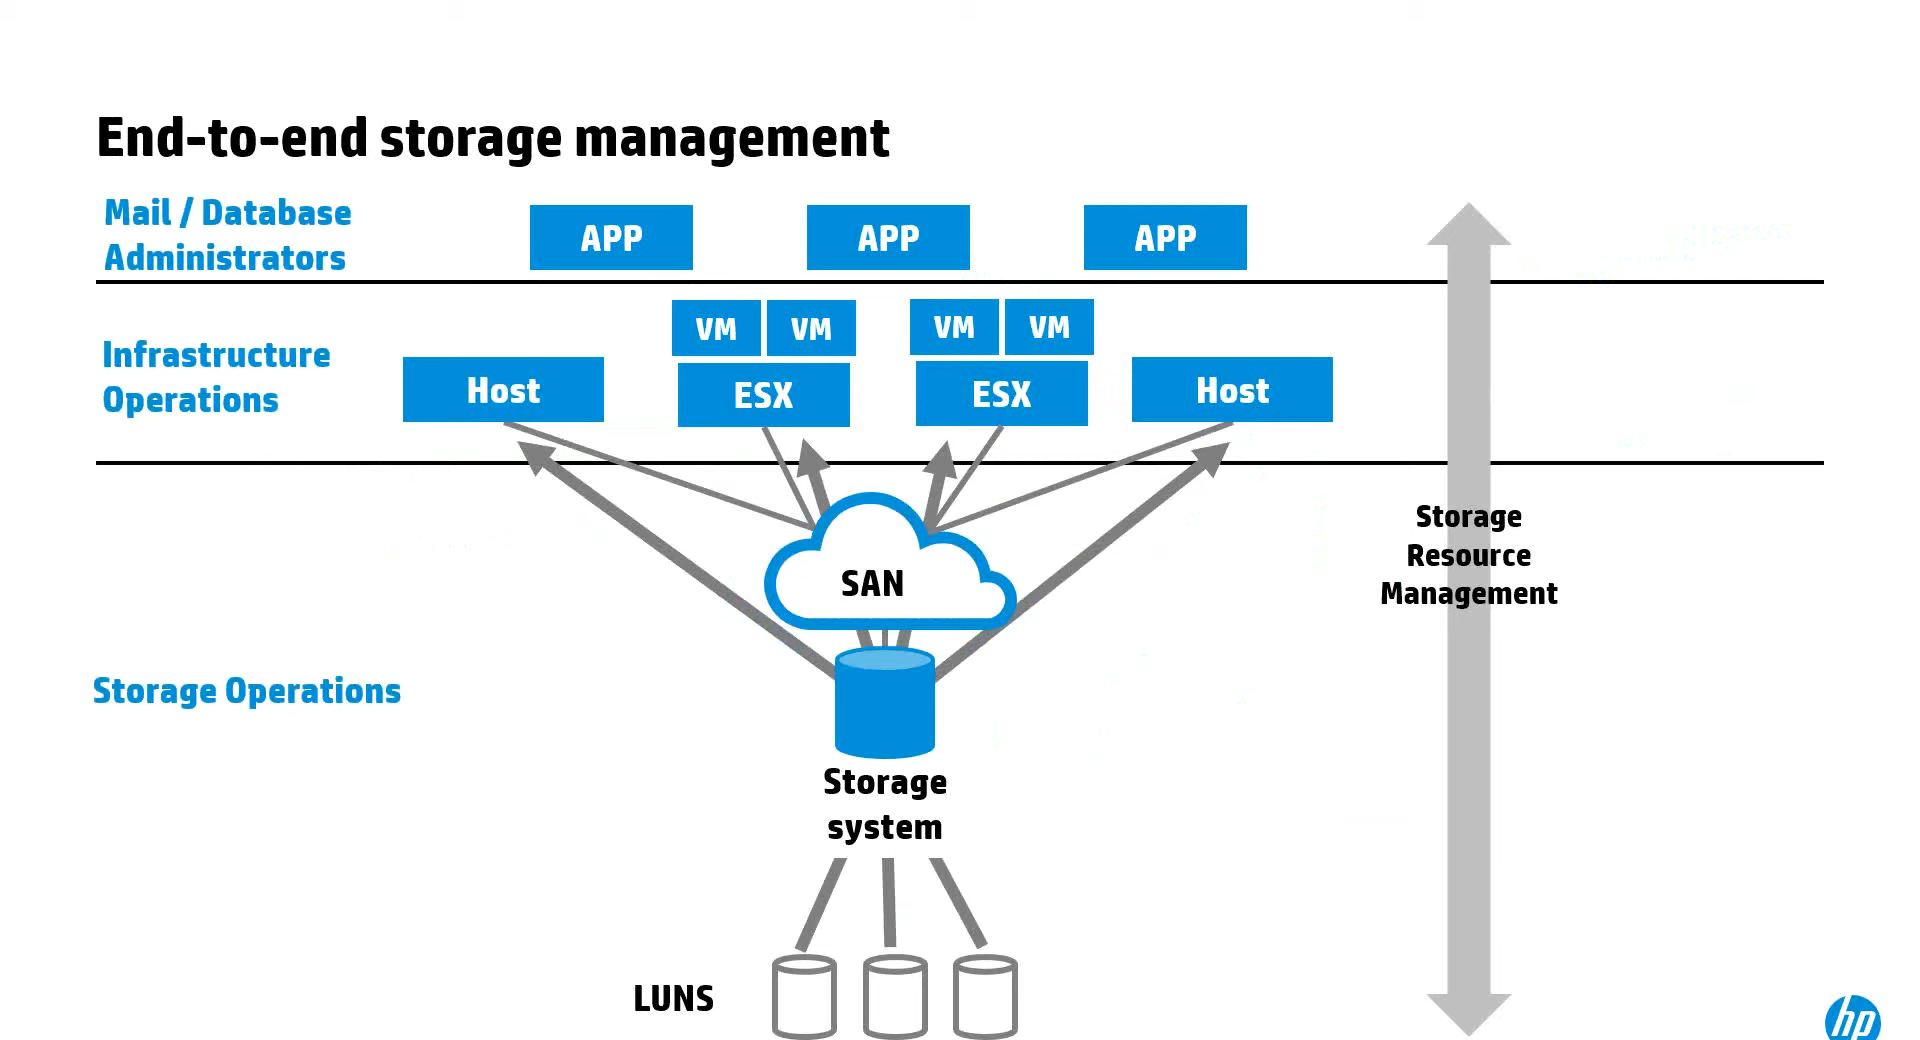 End-to-end storage management
Mail / Database
Administrators
APP
APP
APP
VM
VM
VM
VM
Infrastructure
Operations
Host
ESX
ESX
Host
SAN
Storage
Resource
Management
Storage Operations
Storage
system
LUNS
hp